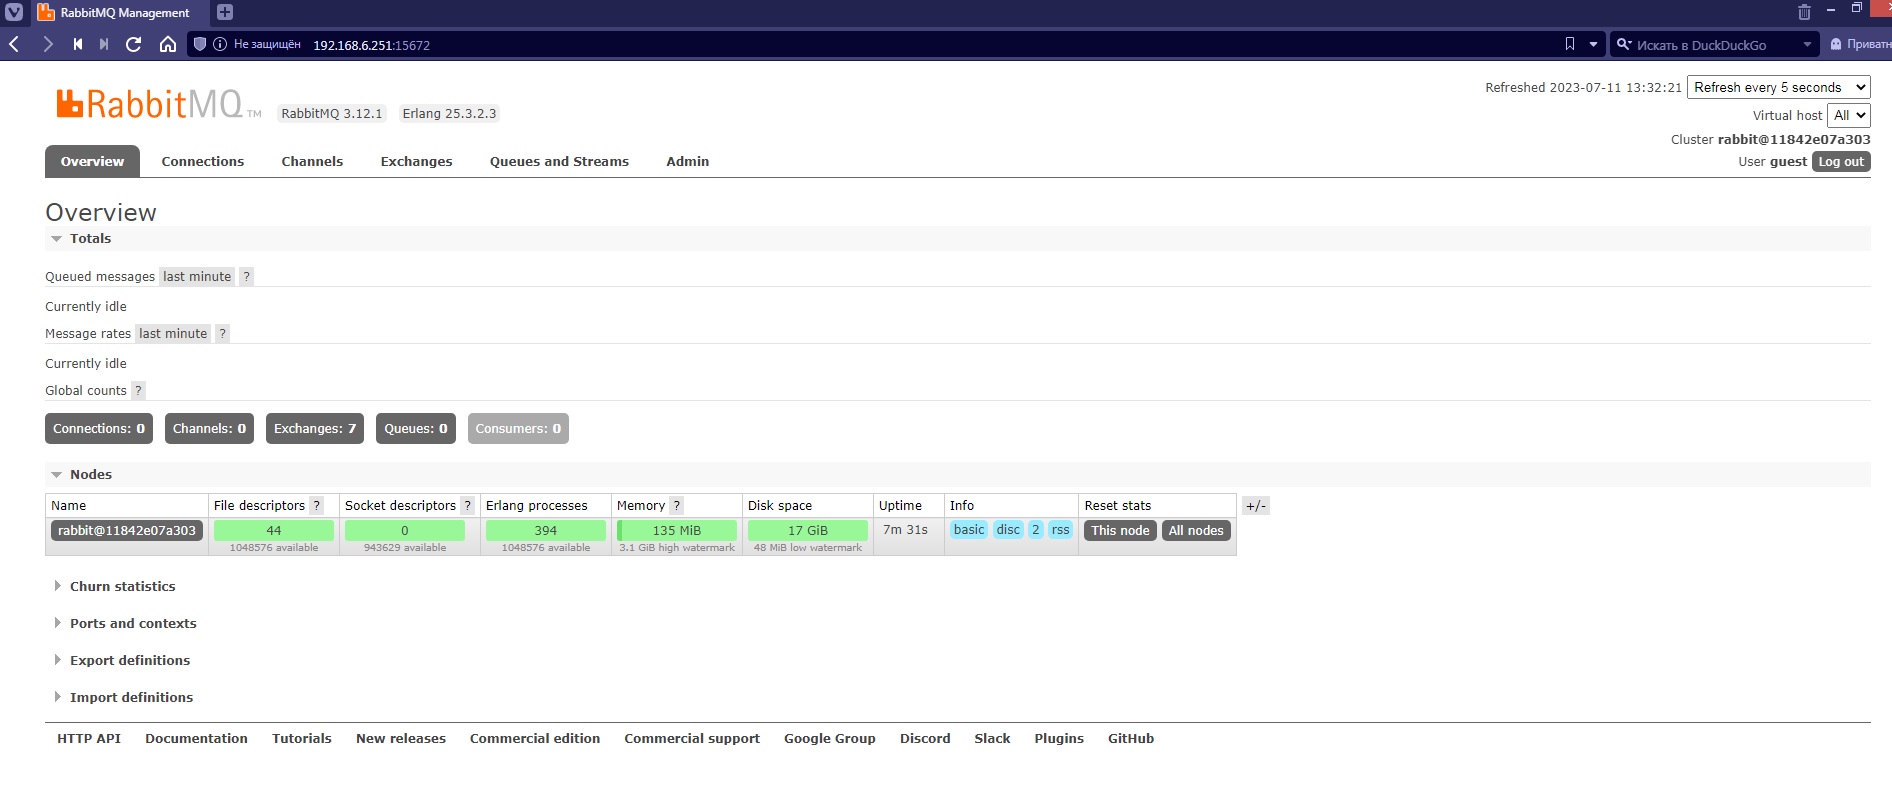 RabbitMQ Management
Не защищён 192.168.6.251:15672 Искать в DuckDuckGo Приватн
RabbitMQ TM RabbitMQ 3.12.1 Erlang 25.3.2.3
Refreshed 2023-07-11 13:32:21 Refresh every 5 seconds
Virtual host All
Cluster rabbit@11842e07a303
User guest Log out
Overview Connections Channels Exchanges Queues and Streams Admin
Overview
Totals
Queued messages last minute ?
Currently idle
Message rates last minute ?
Currently idle
Global counts ?
Connections: 0 Channels: 0 Exchanges: 7 Queues: 0 Consumers: 0
Nodes
Name File descriptors ? Socket descriptors ? Erlang processes Memory ? Disk space Uptime Info Reset stats +/-
rabbit@11842e07a303 44 0 394 135 MiB 17 GiB 7m 31s basic disc 2 rss This node All nodes
1048576 available 943629 available 1048576 available 3.1 GiB high watermark 48 MiB low watermark
Churn statistics
Ports and contexts
Export definitions
Import definitions
HTTP API Documentation Tutorials New releases Commercial edition Commercial support Google Group Discord Slack Plugins GitHub